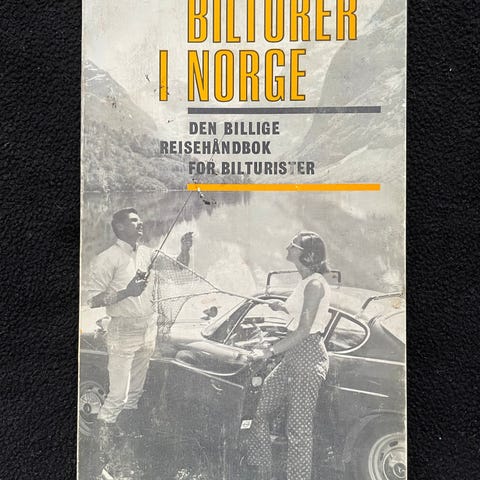 BILTURER
I NORGE
DEN BILLIGE
REISEHÅNDBOK
FOR BILTURISTER